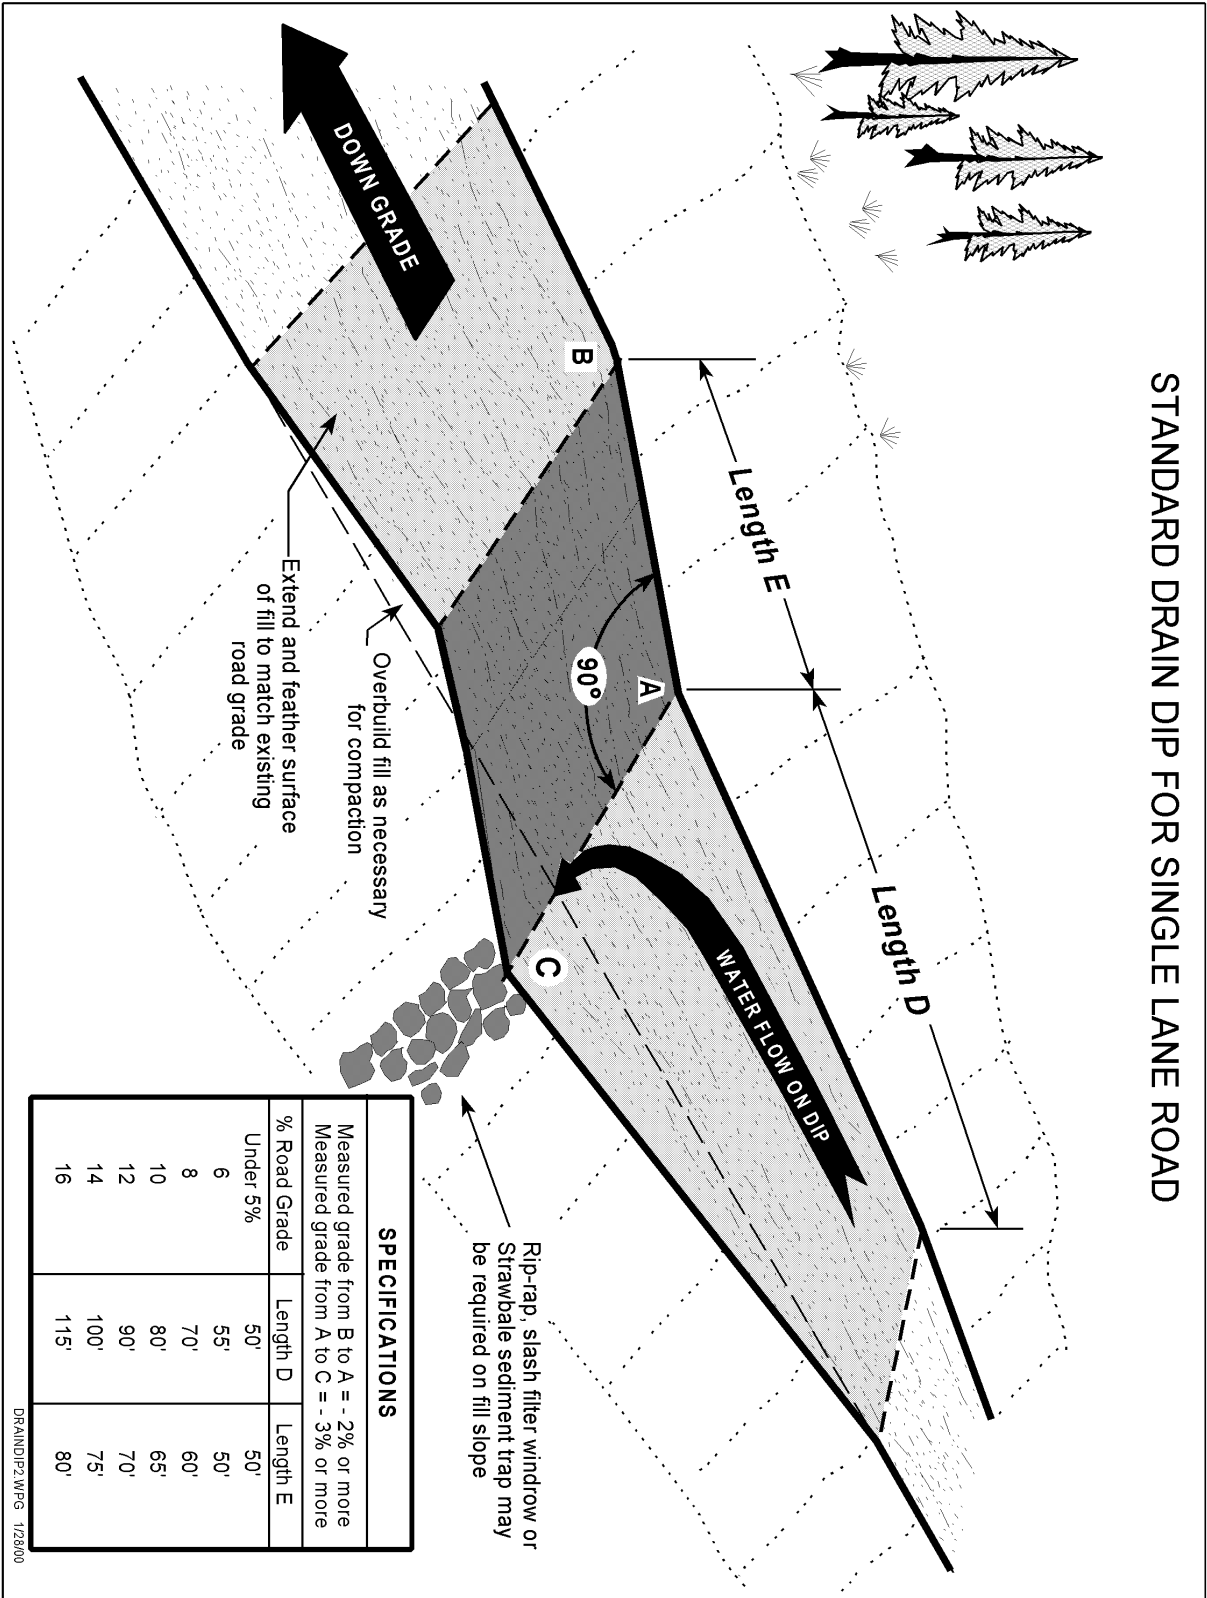 STANDARD DRAIN DIP FOR SINGLE LANE ROAD
Length E
Length D
B
A
90°
C
DOWN GRADE
WATER FLOW ON DIP
Extend and feather surface
of fill to match existing
road grade
Overbuild fill as necessary
for compaction
Rip-rap, slash filter windrow or
Strawbale sediment trap may
be required on fill slope
SPECIFICATIONS
Measured grade from B to A = - 2% or more
Measured grade from A to C = - 3% or more
% Road Grade Length D Length E
Under 5% 50' 50'
6 55' 50'
8 70' 60'
10 80' 65'
12 90' 70'
14 100' 75'
16 115' 80'
DRAINDIP2.WPG 1/28/00